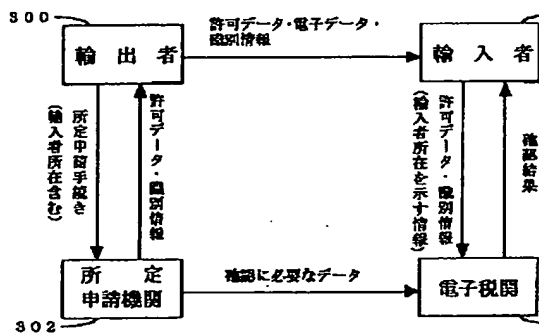 300
許可データ・電子データ・
識別情報
輸出者
輸入者
所定申請手続き
(輸入者所在含む)
許可データ・識別情報
許可データ・識別情報
(輸入者所在を示す情報)
確認結果
所定
申請機関
確認に必要なデータ
電子税関
302